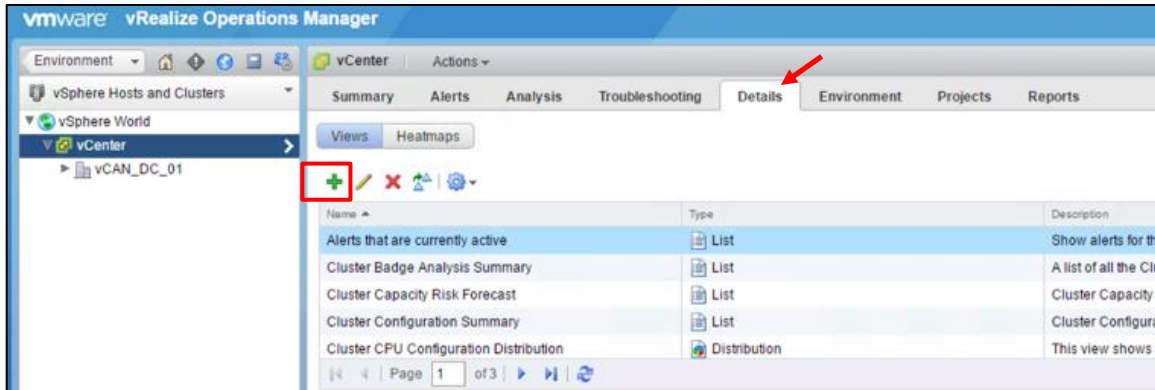 vmware vRealize Operations Manager
Environment
vCenter Actions
vSphere Hosts and Clusters
Summary Alerts Analysis Troubleshooting Details Environment Projects Reports
vSphere World
vCenter
vCAN_DC_01
Views Heatmaps
Name Type Description
Alerts that are currently active List Show alerts for th
Cluster Badge Analysis Summary List A list of all the Cl
Cluster Capacity Risk Forecast List Cluster Capacity
Cluster Configuration Summary List Cluster Configura
Cluster CPU Configuration Distribution Distribution This view shows
Page 1 of 3